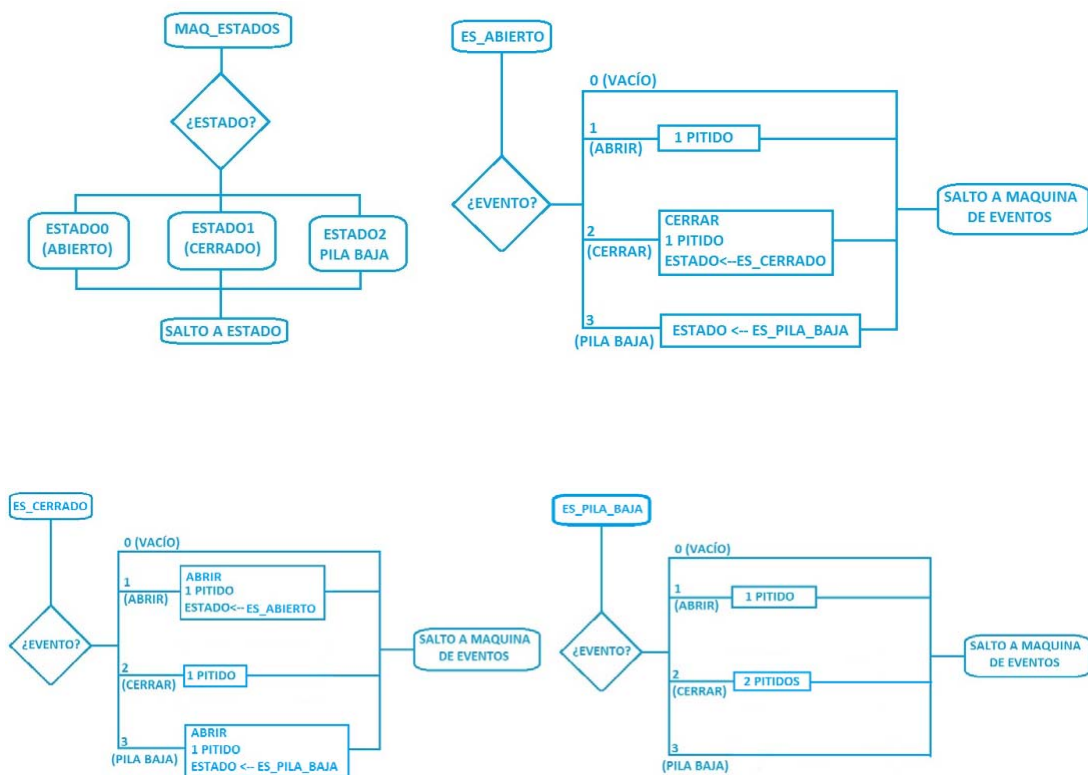 MAQ_ESTADOS
¿ESTADO?
ESTADO0
(ABIERTO)
ESTADO1
(CERRADO)
ESTADO2
PILA BAJA
SALTO A ESTADO
ES_ABIERTO
¿EVENTO?
0 (VACÍO)
1
(ABRIR)
1 PITIDO
2
(CERRAR)
CERRAR
1 PITIDO
ESTADO<--ES_CERRADO
3
(PILA BAJA)
ESTADO <-- ES_PILA_BAJA
SALTO A MAQUINA
DE EVENTOS
ES_CERRADO
¿EVENTO?
0 (VACÍO)
1
(ABRIR)
ABRIR
1 PITIDO
ESTADO<--ES_ABIERTO
2
(CERRAR)
1 PITIDO
3
(PILA BAJA)
ABRIR
1 PITIDO
ESTADO <-- ES_PILA_BAJA
SALTO A MAQUINA
DE EVENTOS
ES_PILA_BAJA
¿EVENTO?
0 (VACÍO)
1
(ABRIR)
1 PITIDO
2
(CERRAR)
2 PITIDOS
3
(PILA BAJA)
SALTO A MAQUINA
DE EVENTOS